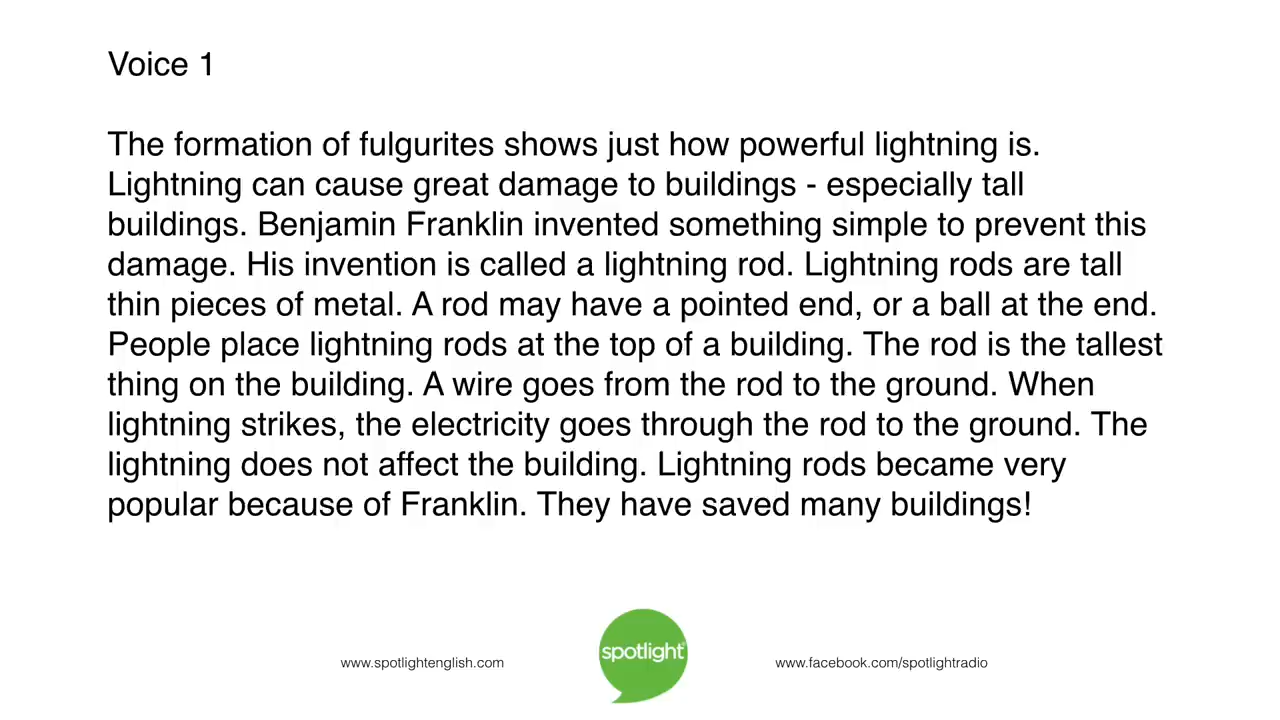 Voice 1
The formation of fulgurites shows just how powerful lightning is.
Lightning can cause great damage to buildings - especially tall
buildings. Benjamin Franklin invented something simple to prevent this
damage. His invention is called a lightning rod. Lightning rods are tall
thin pieces of metal. A rod may have a pointed end, or a ball at the end.
People place lightning rods at the top of a building. The rod is the tallest
thing on the building. A wire goes from the rod to the ground. When
lightning strikes, the electricity goes through the rod to the ground. The
lightning does not affect the building. Lightning rods became very
popular because of Franklin. They have saved many buildings!
www.spotlightenglish.com
spotlight®
www.facebook.com/spotlightradio